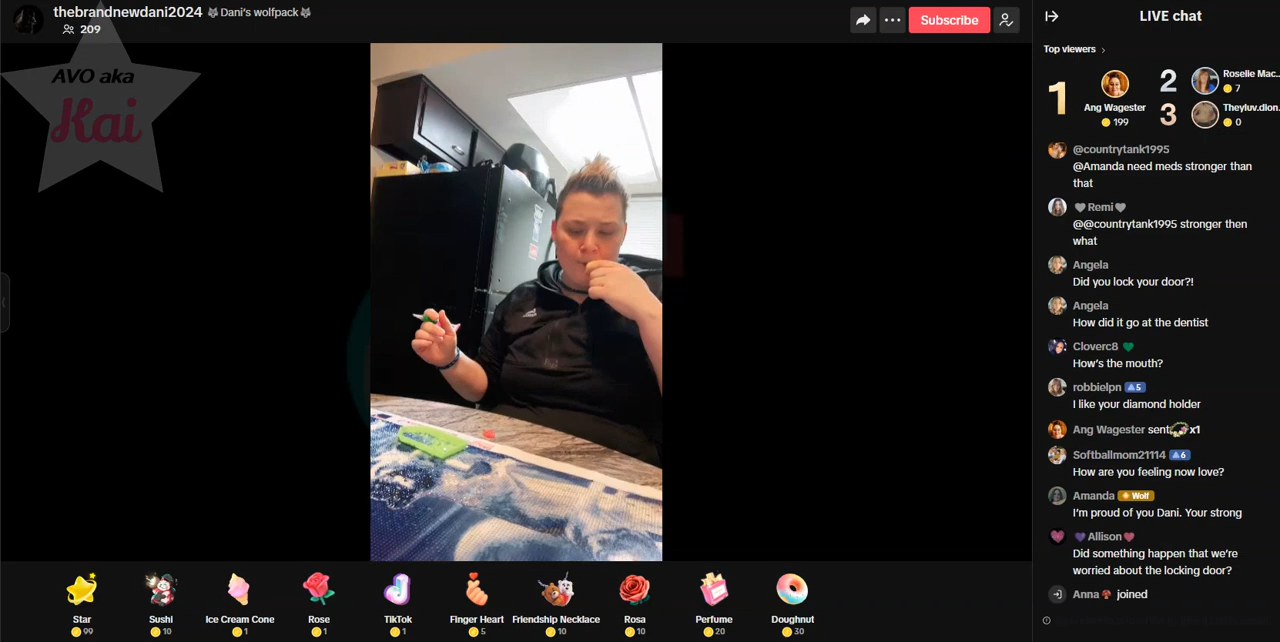 thebrandnewdani2024 🐺Dani's wolfpack🐺
209
Subscribe
AVO aka
Kai
LIVE chat
Top viewers
1
Ang Wagester
199
2
Roselle Mac...
7
3
Theyluv.dion...
0
@countrytank1995
@Amanda need meds stronger than
that
🤍Remi🤍
@@countrytank1995 stronger then
what
Angela
Did you lock your door?!
Angela
How did it go at the dentist
Cloverc8 💚
How's the mouth?
robbielpn 5
I like your diamond holder
Ang Wagester sent x1
Softballmom21114 6
How are you feeling now love?
Amanda Wolf
I'm proud of you Dani. Your strong
💜Allison❤
Did something happen that we're
worried about the locking door?
Anna🍄 joined
Star
99
Sushi
10
Ice Cream Cone
1
Rose
1
TikTok
1
Finger Heart
5
Friendship Necklace
10
Rosa
10
Perfume
20
Doughnut
30